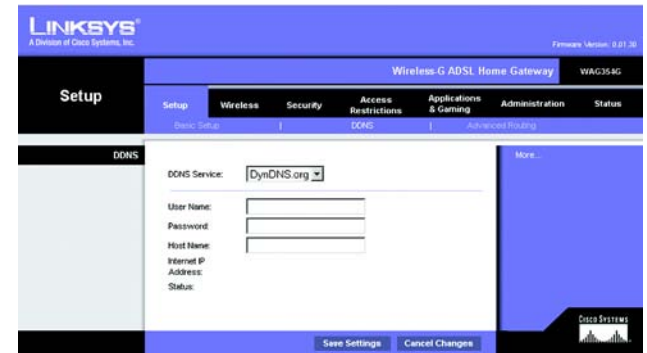 LINKSYS®
A Division of Cisco Systems, Inc.
Firmware Version: 0.01.30
Wireless-G ADSL Home Gateway WAG354G
Setup
Setup Wireless Security Access Restrictions Applications & Gaming Administration Status
Basic Setup | DDNS | Advanced Routing
DDNS
More...
DDNS Service: DynDNS.org
User Name:
Password:
Host Name:
Internet IP
Address:
Status:
Save Settings Cancel Changes
CISCO SYSTEMS